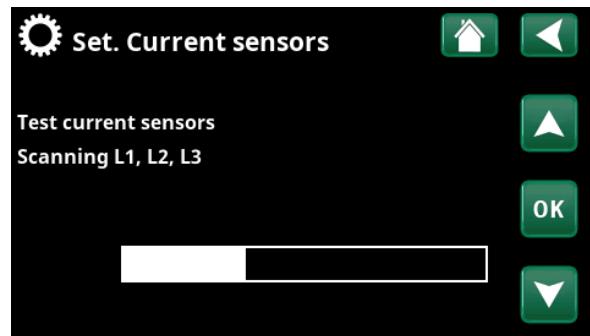 Set. Current sensors
Test current sensors
Scanning L1, L2, L3
OK